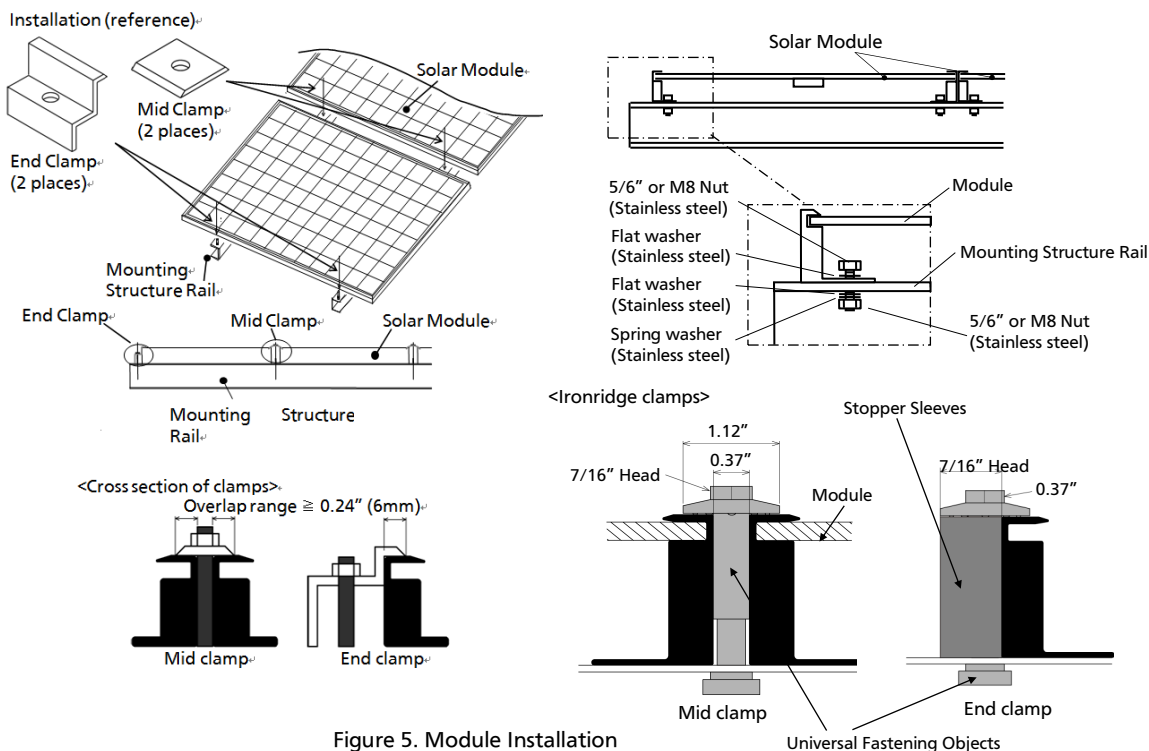 Installation (reference)
Solar Module
Mid Clamp
(2 places)
End Clamp
(2 places)
Mounting
Structure Rail
End Clamp
Mid Clamp
Solar Module
Mounting Structure
Rail
<Cross section of clamps>
Overlap range ≧ 0.24” (6mm)
Mid clamp
End clamp
Solar Module
5/6” or M8 Nut
(Stainless steel)
Module
Flat washer
(Stainless steel)
Mounting Structure Rail
Flat washer
(Stainless steel)
Spring washer
(Stainless steel)
5/6” or M8 Nut
(Stainless steel)
<Ironridge clamps>
Stopper Sleeves
1.12”
0.37”
7/16” Head
Module
7/16” Head
0.37”
Mid clamp
End clamp
Universal Fastening Objects
Figure 5. Module Installation